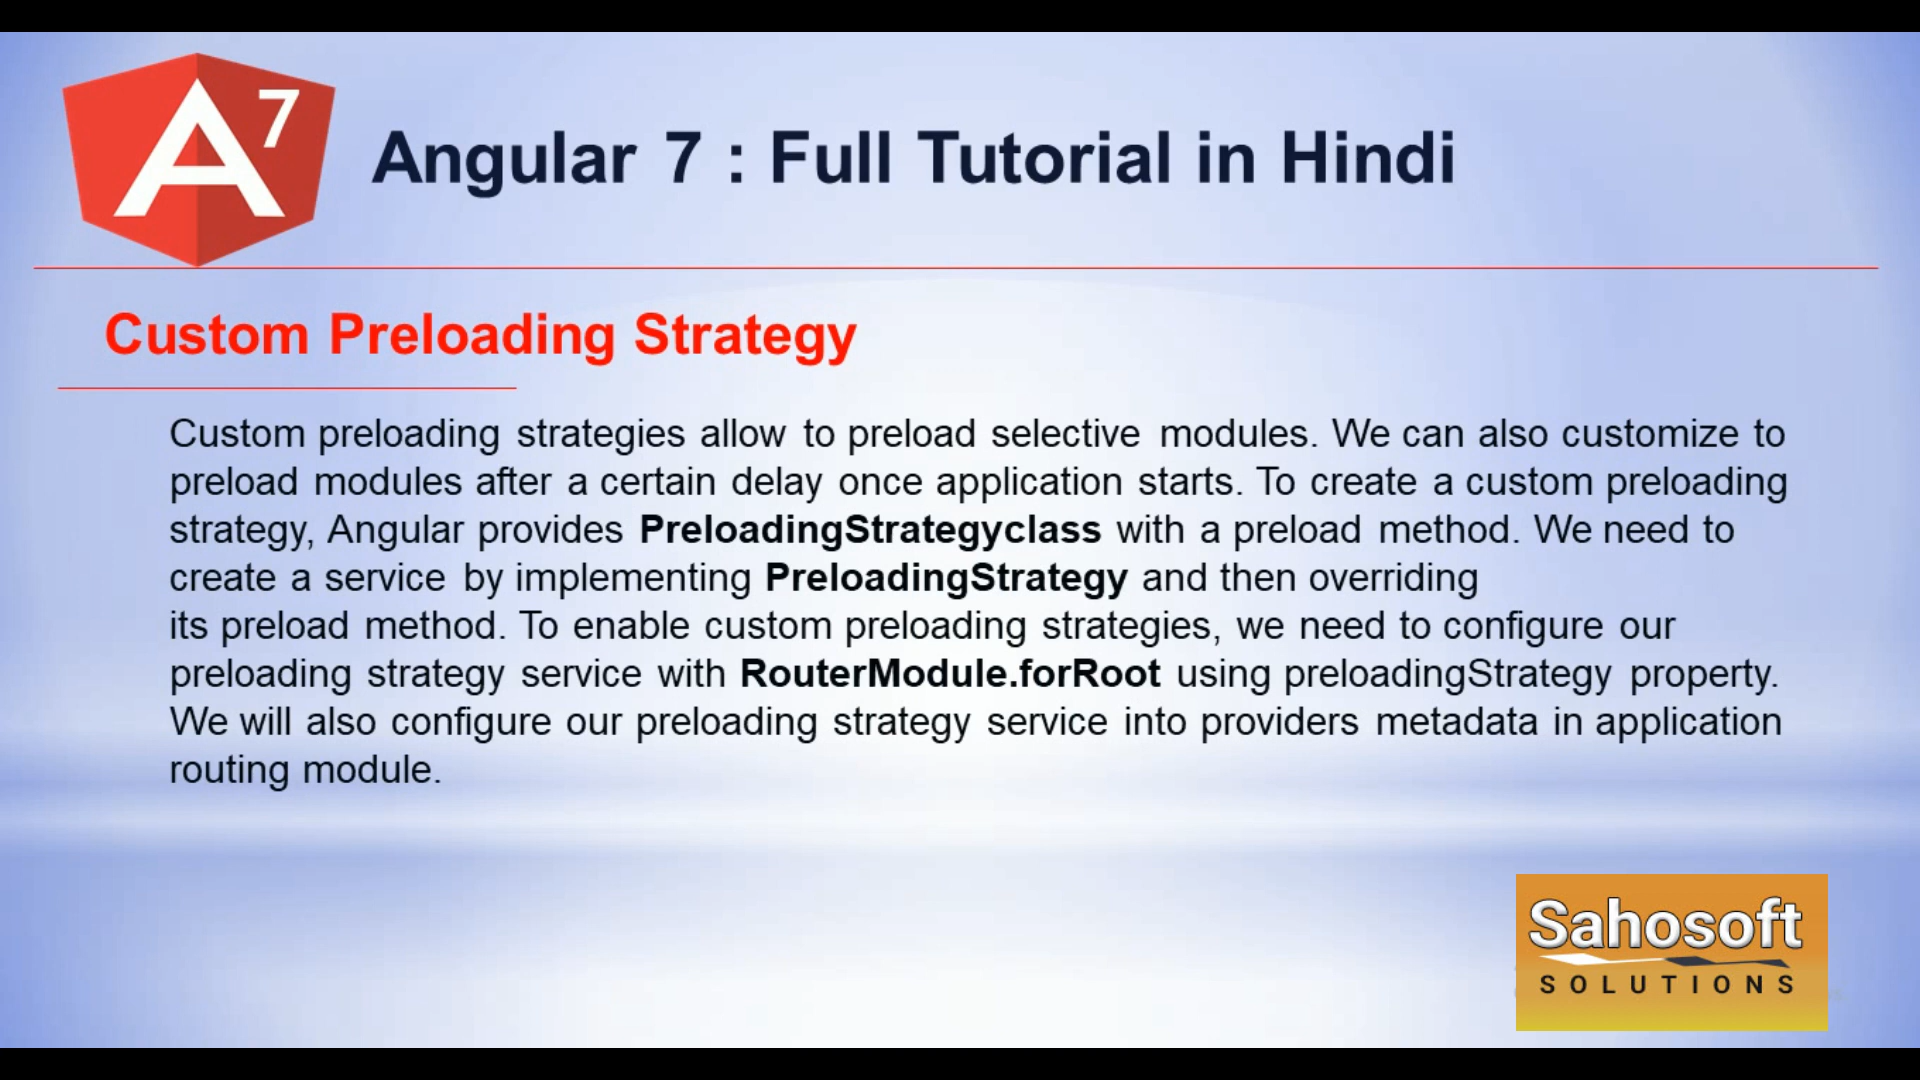 A7
Angular 7 : Full Tutorial in Hindi
Custom Preloading Strategy
Custom preloading strategies allow to preload selective modules. We can also customize to
preload modules after a certain delay once application starts. To create a custom preloading
strategy, Angular provides PreloadingStrategyclass with a preload method. We need to
create a service by implementing PreloadingStrategy and then overriding
its preload method. To enable custom preloading strategies, we need to configure our
preloading strategy service with RouterModule.forRoot using preloadingStrategy property.
We will also configure our preloading strategy service into providers metadata in application
routing module.
Sahosoft
SOLUTIONS